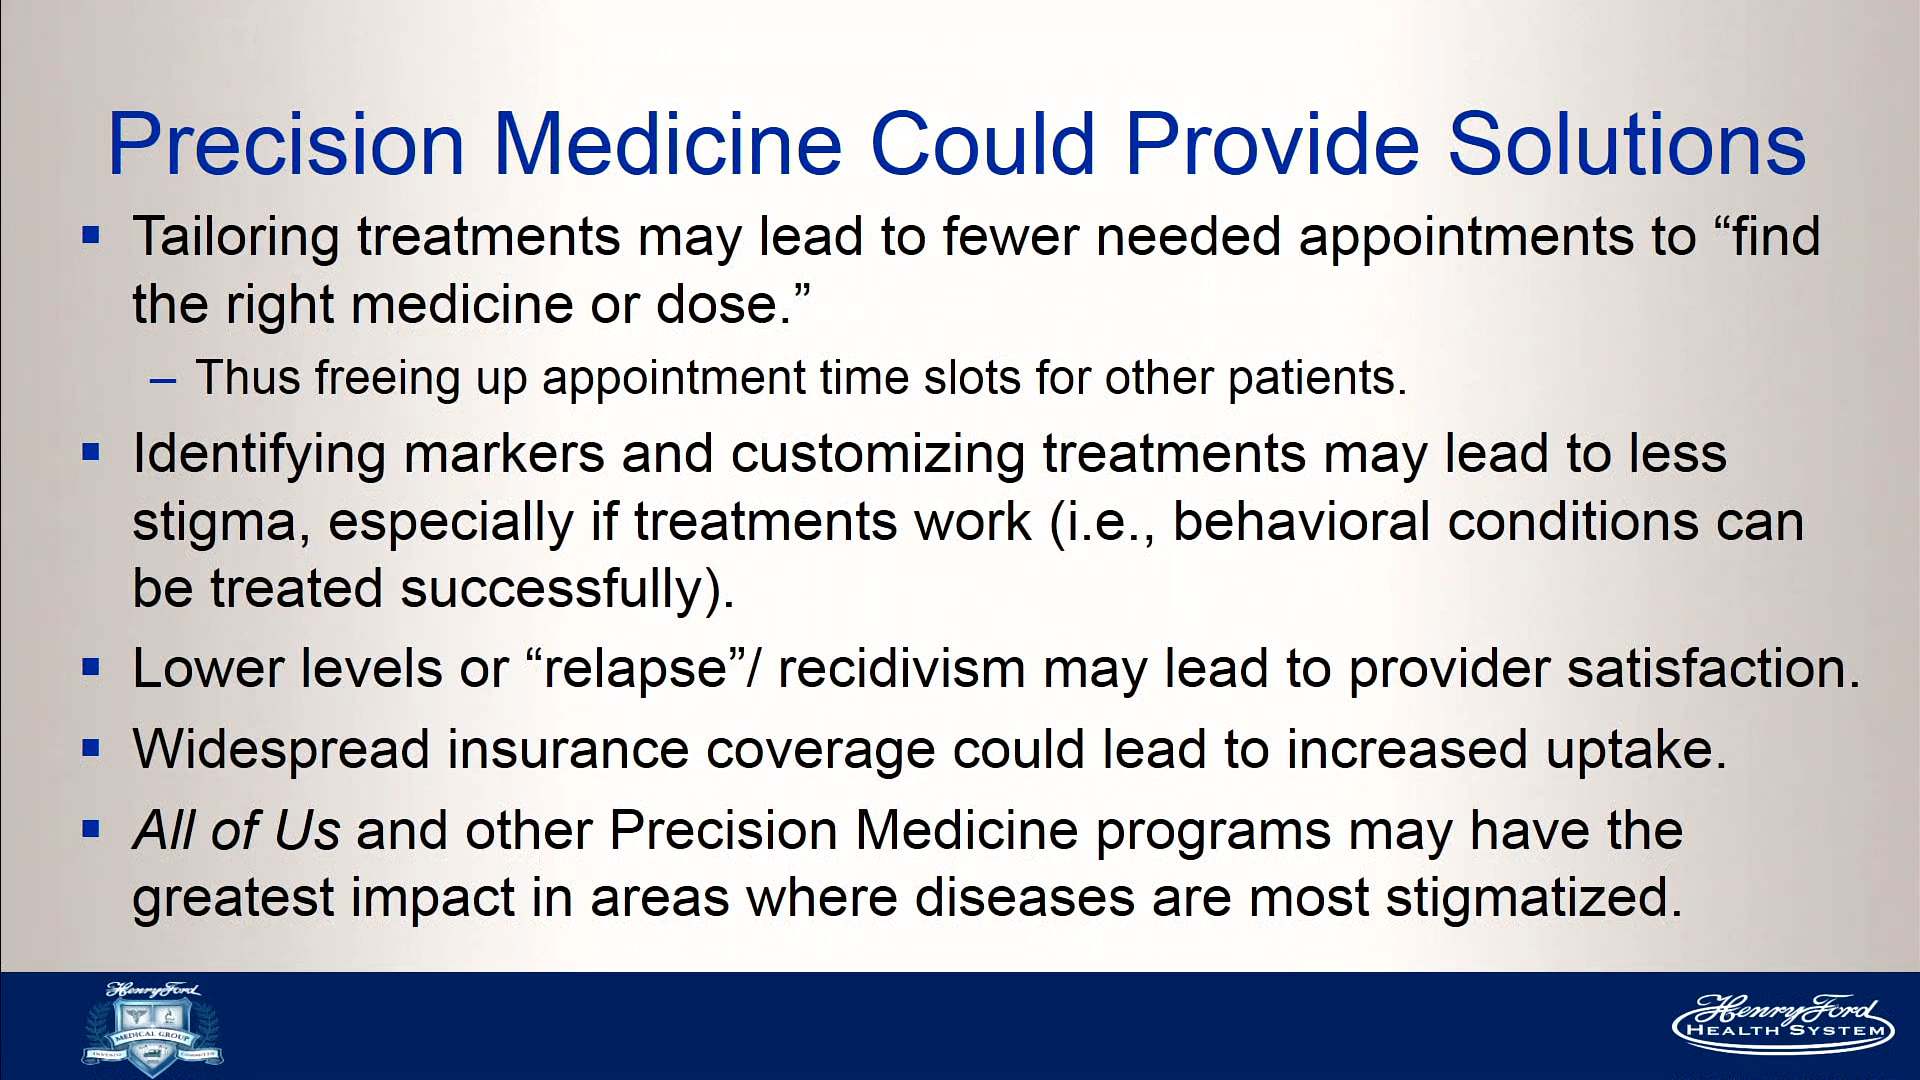 Precision Medicine Could Provide Solutions
▪ Tailoring treatments may lead to fewer needed appointments to “find
the right medicine or dose.”
– Thus freeing up appointment time slots for other patients.
▪ Identifying markers and customizing treatments may lead to less
stigma, especially if treatments work (i.e., behavioral conditions can
be treated successfully).
▪ Lower levels or “relapse”/ recidivism may lead to provider satisfaction.
▪ Widespread insurance coverage could lead to increased uptake.
▪ All of Us and other Precision Medicine programs may have the
greatest impact in areas where diseases are most stigmatized.
Henry Ford
MEDICAL GROUP
Henry Ford
HEALTH SYSTEM